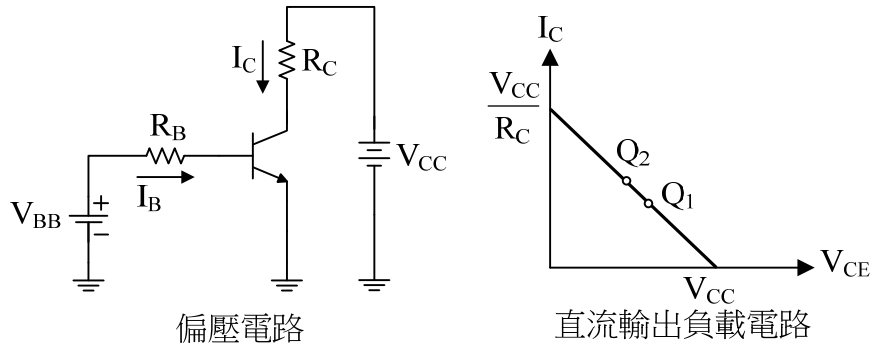 I_C
R_C
R_B
I_B
V_BB
+
−
V_CC
偏壓電路
I_C
V_CC
R_C
Q_2
Q_1
V_CC
V_CE
直流輸出負載電路